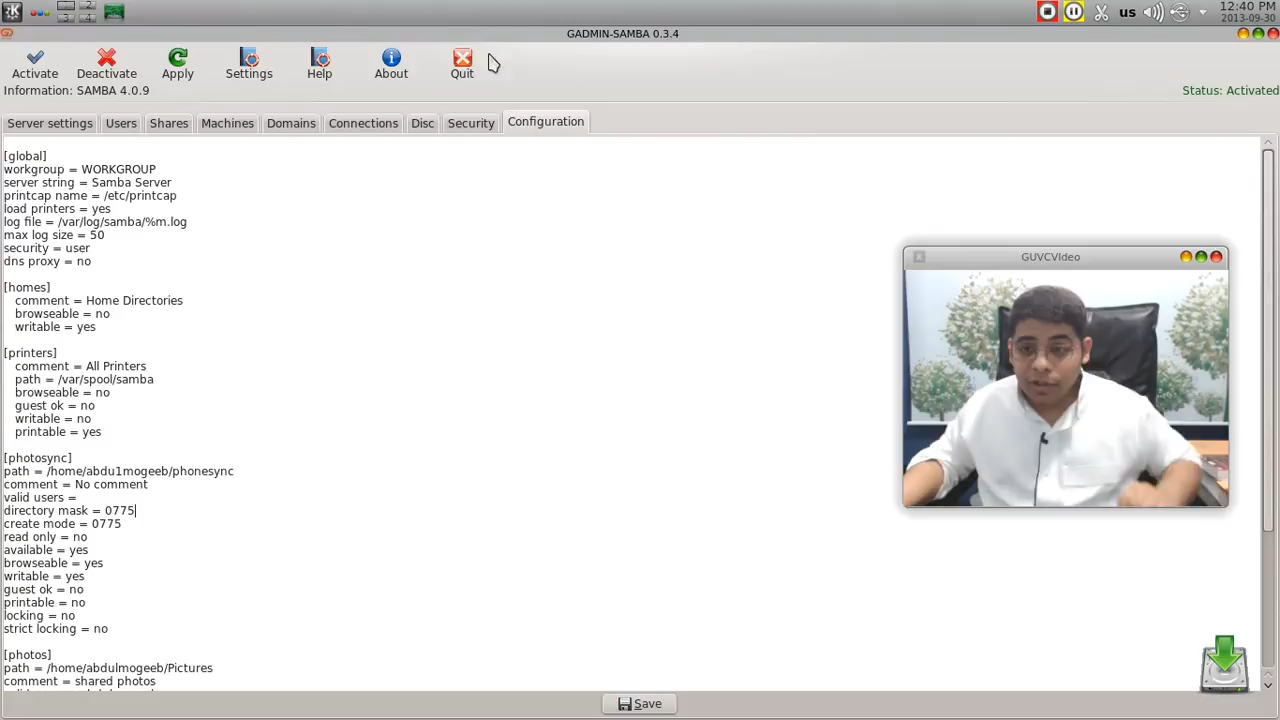 3
2
4
us
12:40 PM
2013-09-30
GADMIN-SAMBA 0.3.4
Activate
Deactivate
Apply
Settings
Help
About
Quit
Information: SAMBA 4.0.9
Status: Activated
Server settings
Users
Shares
Machines
Domains
Connections
Disc
Security
Configuration
[global]
workgroup = WORKGROUP
server string = Samba Server
printcap name = /etc/printcap
load printers = yes
log file = /var/log/samba/%m.log
max log size = 50
security = user
dns proxy = no
[homes]
comment = Home Directories
browseable = no
writable = yes
[printers]
comment = All Printers
path = /var/spool/samba
browseable = no
guest ok = no
writable = no
printable = yes
[photosync]
path = /home/abdu1mogeeb/phonesync
comment = No comment
valid users =
directory mask = 0775
create mode = 0775
read only = no
available = yes
browseable = yes
writable = yes
guest ok = no
printable = no
locking = no
strict locking = no
[photos]
path = /home/abdulmogeeb/Pictures
comment = shared photos
GUVCVIdeo
Save